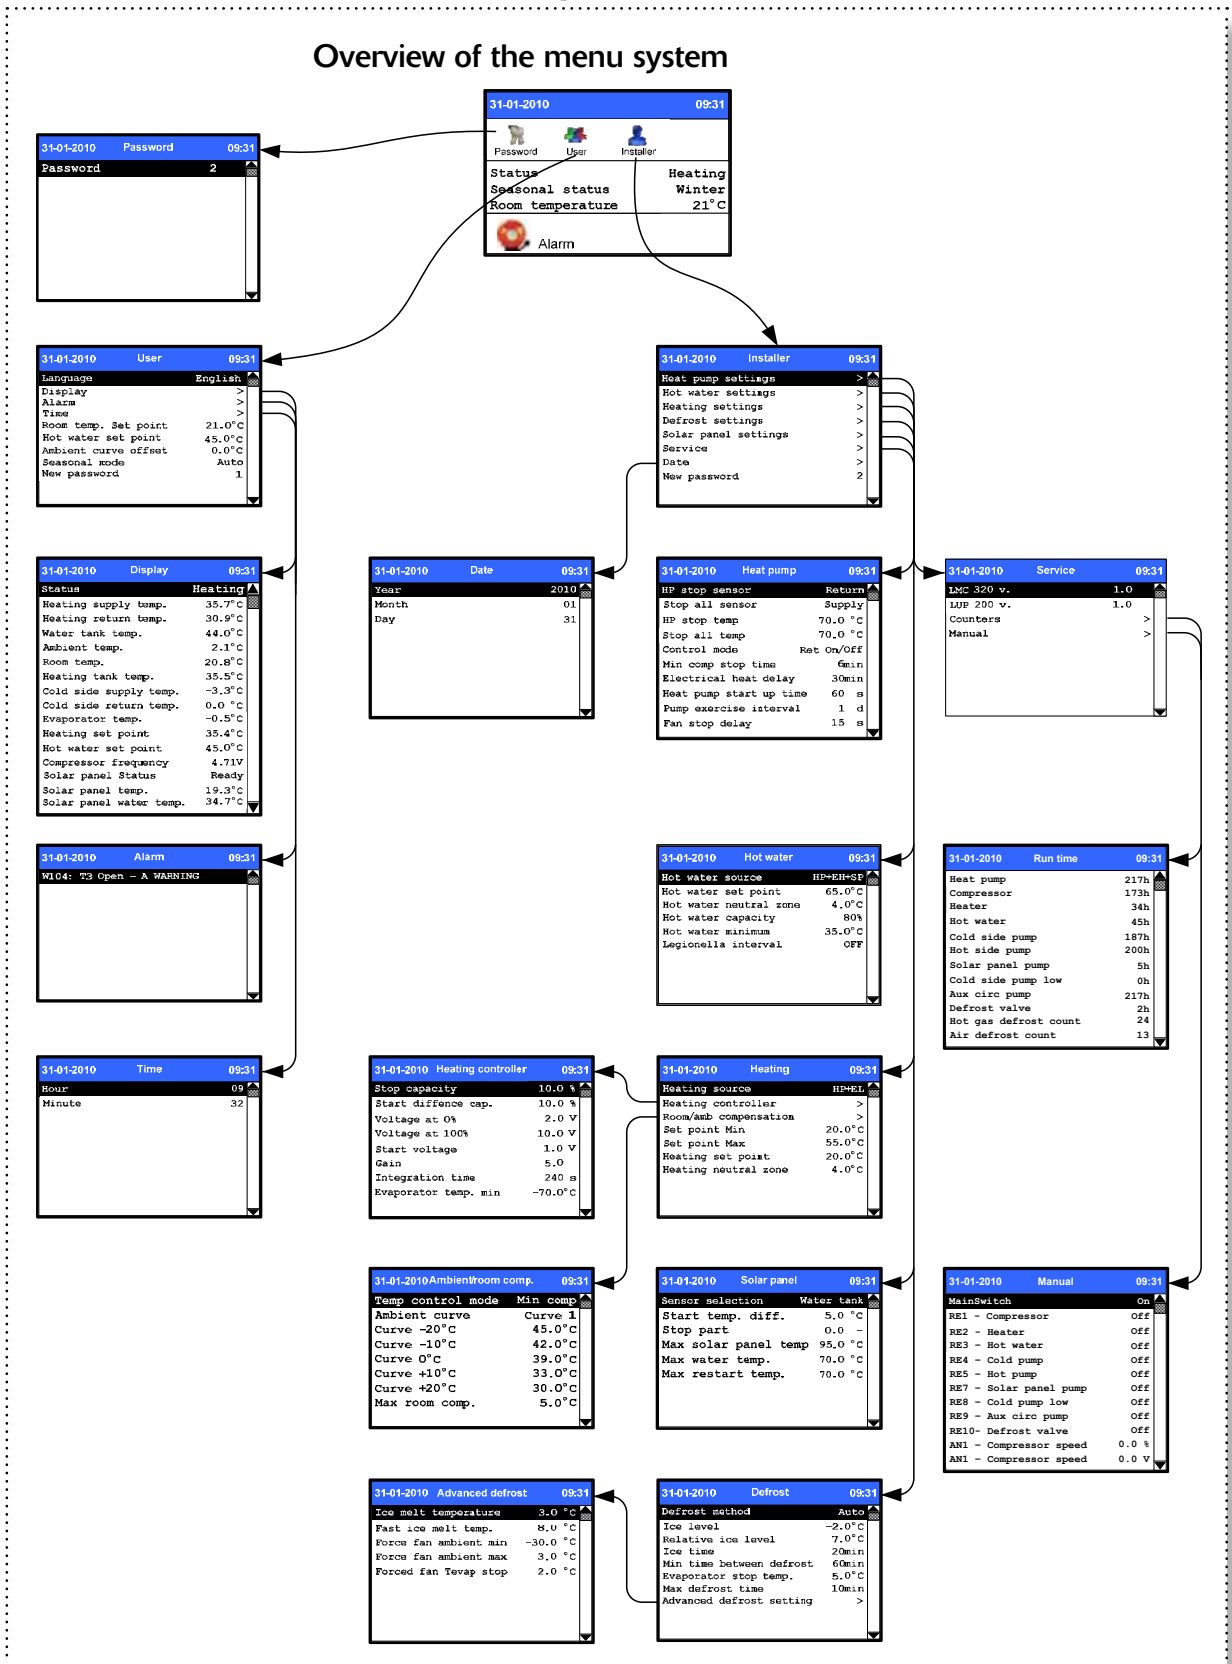 Overview of the menu system
31-01-2010 09:31
Password User Installer
Status Heating
Seasonal status Winter
Room temperature 21°C
Alarm
31-01-2010 Password 09:31
Password 2
31-01-2010 User 09:31
Language English
Display >
Alarm >
Time >
Room temp. Set point 21.0°C
Hot water set point 45.0°C
Ambient curve offset 0.0°C
Seasonal mode Auto
New password 1
31-01-2010 Installer 09:31
Heat pump settings >
Hot water settings >
Heating settings >
Defrost settings >
Solar panel settings >
Service >
Date >
New password 2
31-01-2010 Display 09:31
Status Heating
Heating supply temp. 35.7°C
Heating return temp. 30.9°C
Water tank temp. 44.0°C
Ambient temp. 2.1°C
Room temp. 20.8°C
Heating tank temp. 35.5°C
Cold side supply temp. -3.3°C
Cold side return temp. 0.0 °C
Evaporator temp. -0.5°C
Heating set point 35.4°C
Hot water set point 45.0°C
Compressor frequency 4.71V
Solar panel Status Ready
Solar panel temp. 19.3°C
Solar panel water temp. 34.7°C
31-01-2010 Date 09:31
Year 2010
Month 01
Day 31
31-01-2010 Heat pump 09:31
HP stop sensor Return
Stop all sensor Supply
HP stop temp 70.0 °C
Stop all temp 70.0 °C
Control mode Ret On/Off
Min comp stop time 6min
Electrical heat delay 30min
Heat pump start up time 60 s
Pump exercise interval 1 d
Fan stop delay 15 s
31-01-2010 Service 09:31
LMC 320 v. 1.0
LUP 200 v. 1.0
Counters >
Manual >
31-01-2010 Alarm 09:31
W104: T3 Open - A WARNING
31-01-2010 Hot water 09:31
Hot water source HP+EH+SP
Hot water set point 65.0°C
Hot water neutral zone 4.0°C
Hot water capacity 80%
Hot water minimum 35.0°C
Legionella interval OFF
31-01-2010 Run time 09:31
Heat pump 217h
Compressor 173h
Heater 34h
Hot water 45h
Cold side pump 187h
Hot side pump 200h
Solar panel pump 5h
Cold side pump low 0h
Aux circ pump 217h
Defrost valve 2h
Hot gas defrost count 24
Air defrost count 13
31-01-2010 Time 09:31
Hour 09
Minute 32
31-01-2010 Heating controller 09:31
Stop capacity 10.0 %
Start diffence cap. 10.0 %
Voltage at 0% 2.0 V
Voltage at 100% 10.0 V
Start voltage 1.0 V
Gain 5.0
Integration time 240 s
Evaporator temp. min -70.0°C
31-01-2010 Heating 09:31
Heating source HP+EL
Heating controller >
Room/amb compensation >
Set point Min 20.0°C
Set point Max 55.0°C
Heating set point 20.0°C
Heating neutral zone 4.0°C
31-01-2010 Ambient/room comp. 09:31
Temp control mode Min comp
Ambient curve Curve 1
Curve -20°C 45.0°C
Curve -10°C 42.0°C
Curve 0°C 39.0°C
Curve +10°C 33.0°C
Curve +20°C 30.0°C
Max room comp. 5.0°C
31-01-2010 Solar panel 09:31
Sensor selection Water tank
Start temp. diff. 5.0 °C
Stop part 0.0 -
Max solar panel temp 95.0 °C
Max water temp. 70.0 °C
Max restart temp. 70.0 °C
31-01-2010 Manual 09:31
MainSwitch On
RE1 - Compressor Off
RE2 - Heater Off
RE3 - Hot water Off
RE4 - Cold pump Off
RE5 - Hot pump Off
RE7 - Solar panel pump Off
RE8 - Cold pump low Off
RE9 - Aux circ pump Off
RE10- Defrost valve Off
AN1 - Compressor speed 0.0 %
AN1 - Compressor speed 0.0 V
31-01-2010 Advanced defrost 09:31
Ice melt temperature 3.0 °C
Fast ice melt temp. 8.0 °C
Force fan ambient min -30.0 °C
Force fan ambient max 3.0 °C
Forced fan Tevap stop 2.0 °C
31-01-2010 Defrost 09:31
Defrost method Auto
Ice level -2.0°C
Relative ice level 7.0°C
Ice time 20min
Min time between defrost 60min
Evaporator stop temp. 5.0°C
Max defrost time 10min
Advanced defrost setting >